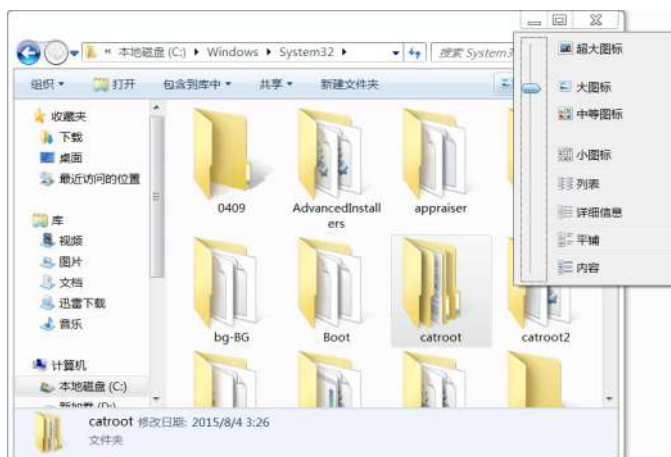 « 本地磁盘 (C:) ▸ Windows ▸ System32 ▸
搜索 System3
组织 打开 包含到库中 共享 新建文件夹
收藏夹
下载
桌面
最近访问的位置
库
视频
图片
文档
迅雷下载
音乐
计算机
本地磁盘 (C:)
0409
AdvancedInstall
ers
appraiser
bg-BG
Boot
catroot
catroot2
超大图标
大图标
中等图标
小图标
列表
详细信息
平铺
内容
catroot 修改日期: 2015/8/4 3:26
文件夹